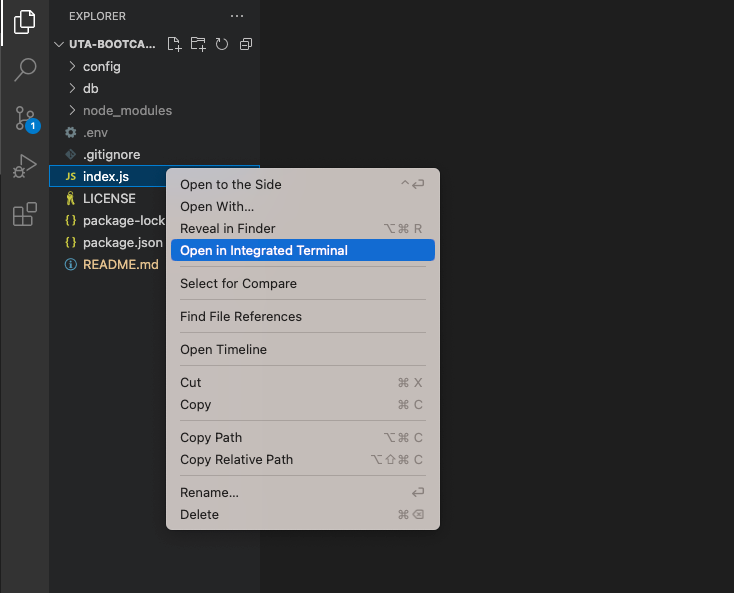 EXPLORER
UTA-BOOTCA...
config
db
node_modules
.env
.gitignore
JS index.js
LICENSE
{} package-lock
{} package.json
README.md
1
Open to the Side ⌃↩
Open With...
Reveal in Finder ⌥⌘ R
Open in Integrated Terminal
Select for Compare
Find File References
Open Timeline
Cut ⌘ X
Copy ⌘ C
Copy Path ⌥⌘ C
Copy Relative Path ⌥⇧⌘ C
Rename... ↩
Delete ⌘⌫